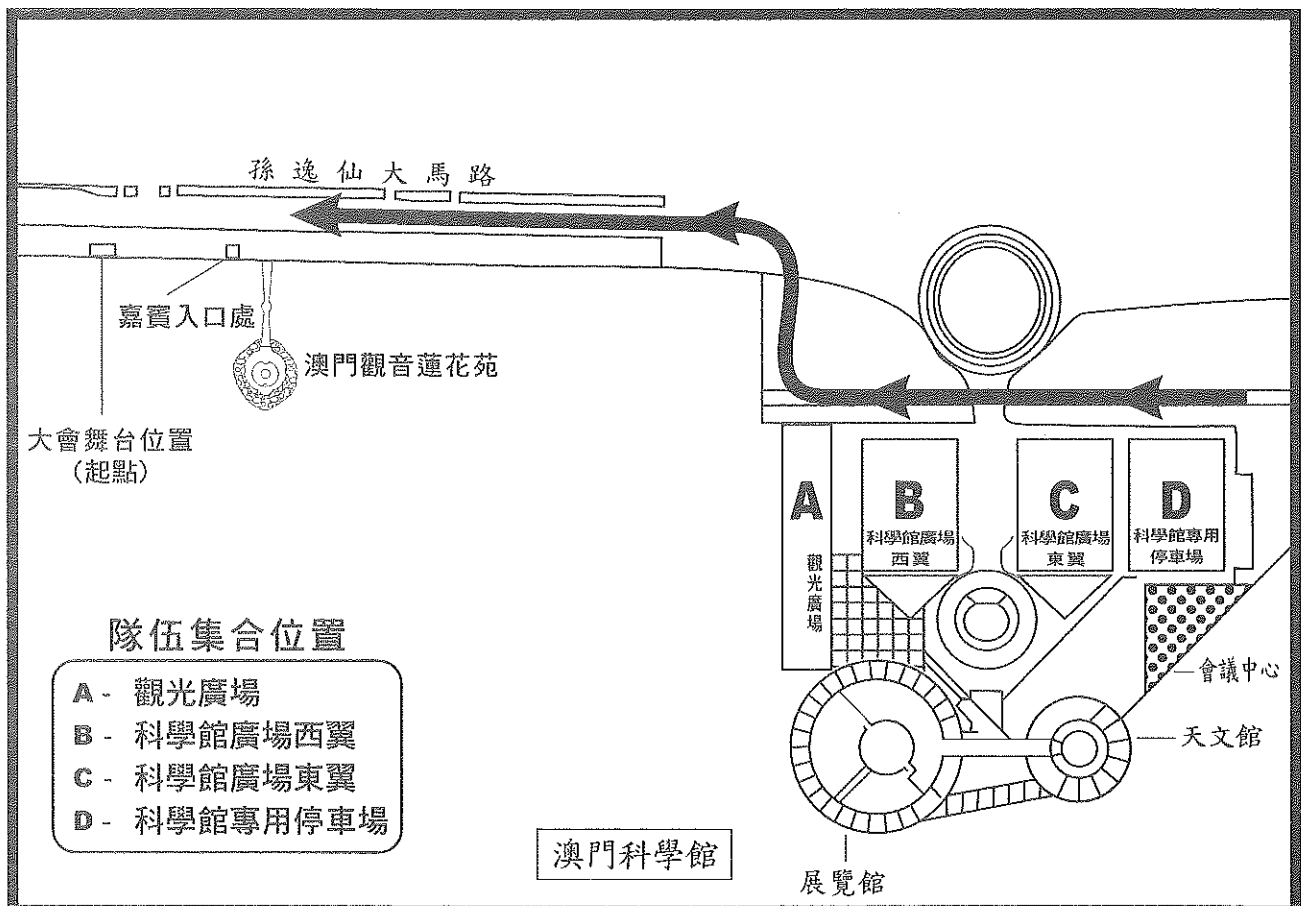 孫逸仙大馬路
嘉賓入口處
澳門觀音蓮花苑
大會舞台位置
(起點)
A
觀光廣場
B
科學館廣場
西翼
C
科學館廣場
東翼
D
科學館專用
停車場
會議中心
天文館
展覽館
澳門科學館
隊伍集合位置
A - 觀光廣場
B - 科學館廣場西翼
C - 科學館廣場東翼
D - 科學館專用停車場